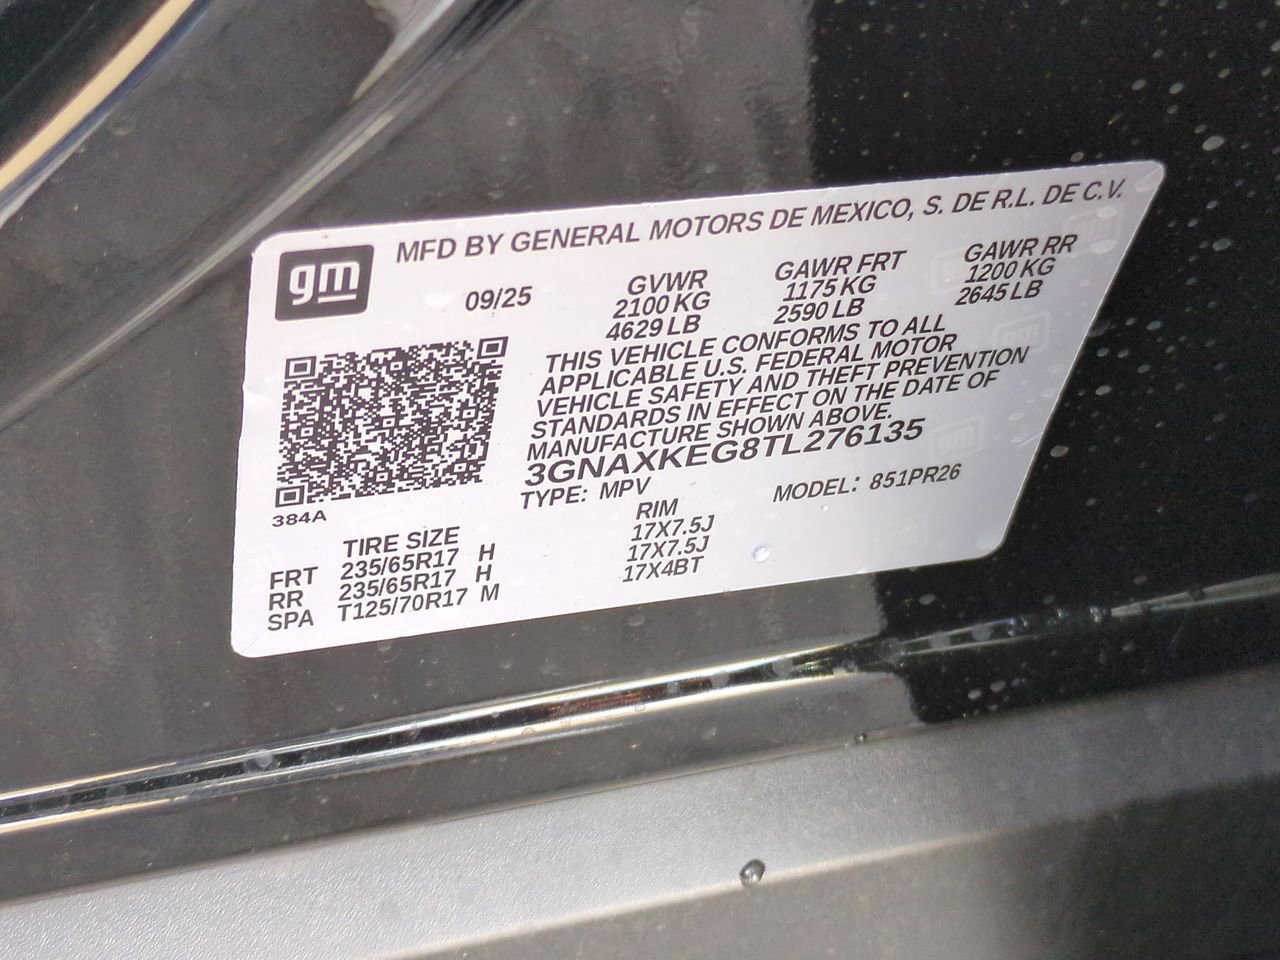 gm
MFD BY GENERAL MOTORS DE MEXICO, S. DE R.L. DE C.V.
09/25
GVWR
2100 KG
4629 LB
GAWR FRT
1175 KG
2590 LB
GAWR RR
1200 KG
2645 LB
THIS VEHICLE CONFORMS TO ALL
APPLICABLE U.S. FEDERAL MOTOR
VEHICLE SAFETY AND THEFT PREVENTION
STANDARDS IN EFFECT ON THE DATE OF
MANUFACTURE SHOWN ABOVE.
3GNAXKEG8TL276135
TYPE: MPV
MODEL: 851PR26
384A
TIRE SIZE RIM
FRT 235/65R17 H 17X7.5J
RR 235/65R17 H 17X7.5J
SPA T125/70R17 M 17X4BT